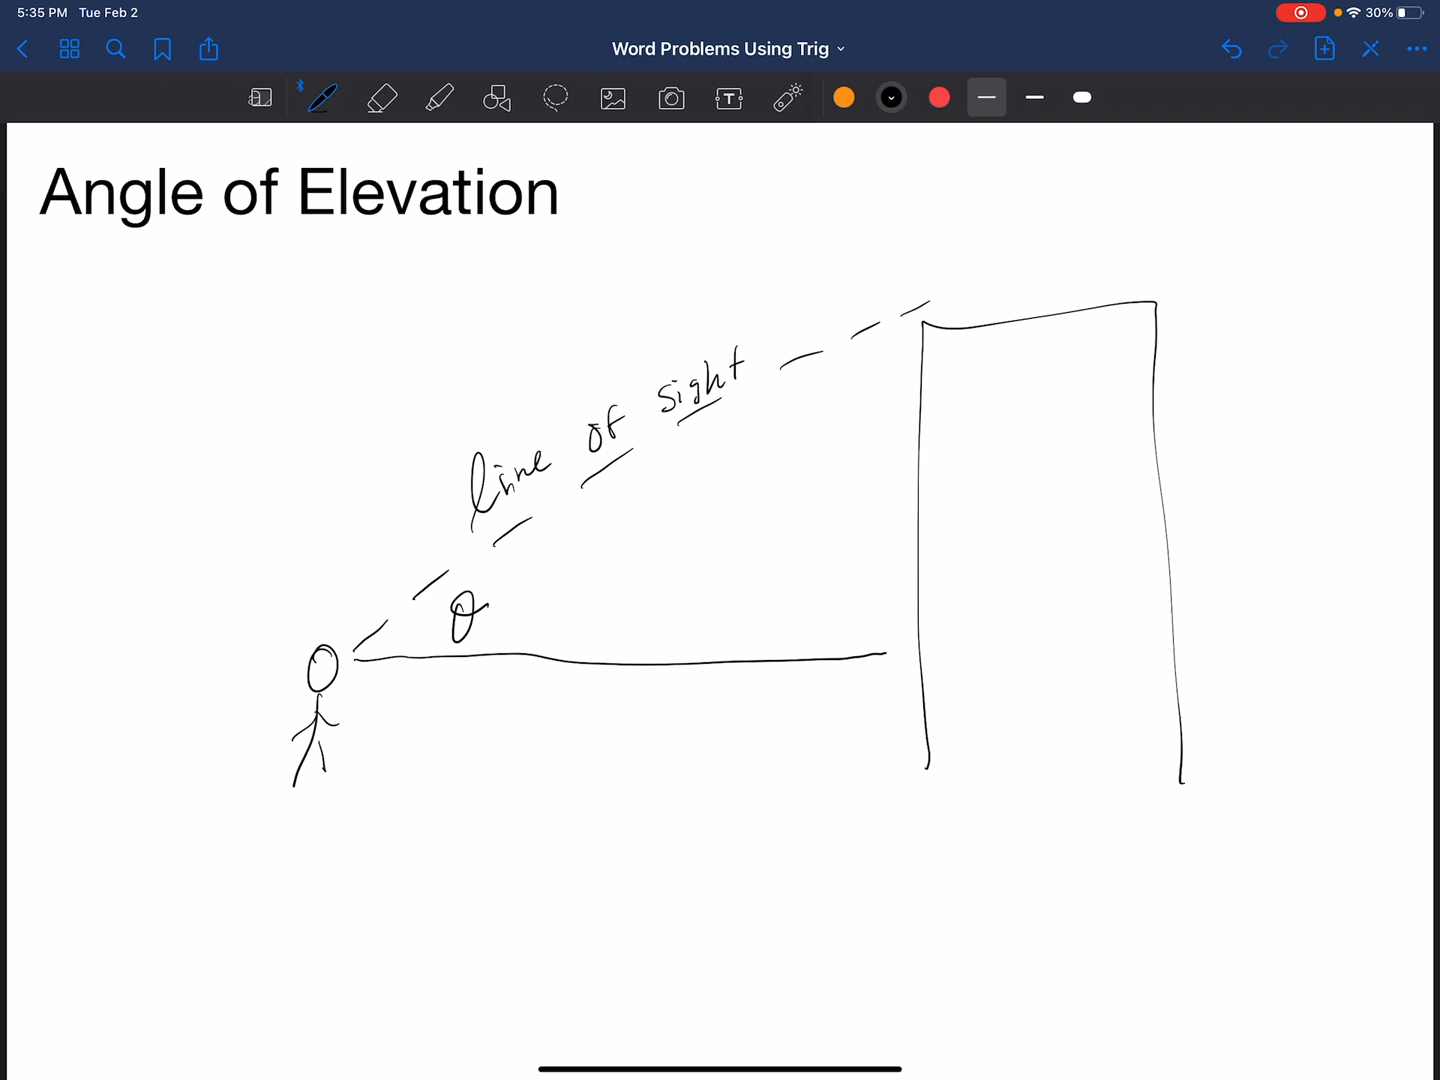 5:35 PM Tue Feb 2
30%
Word Problems Using Trig
T
Angle of Elevation
line of sight
θ